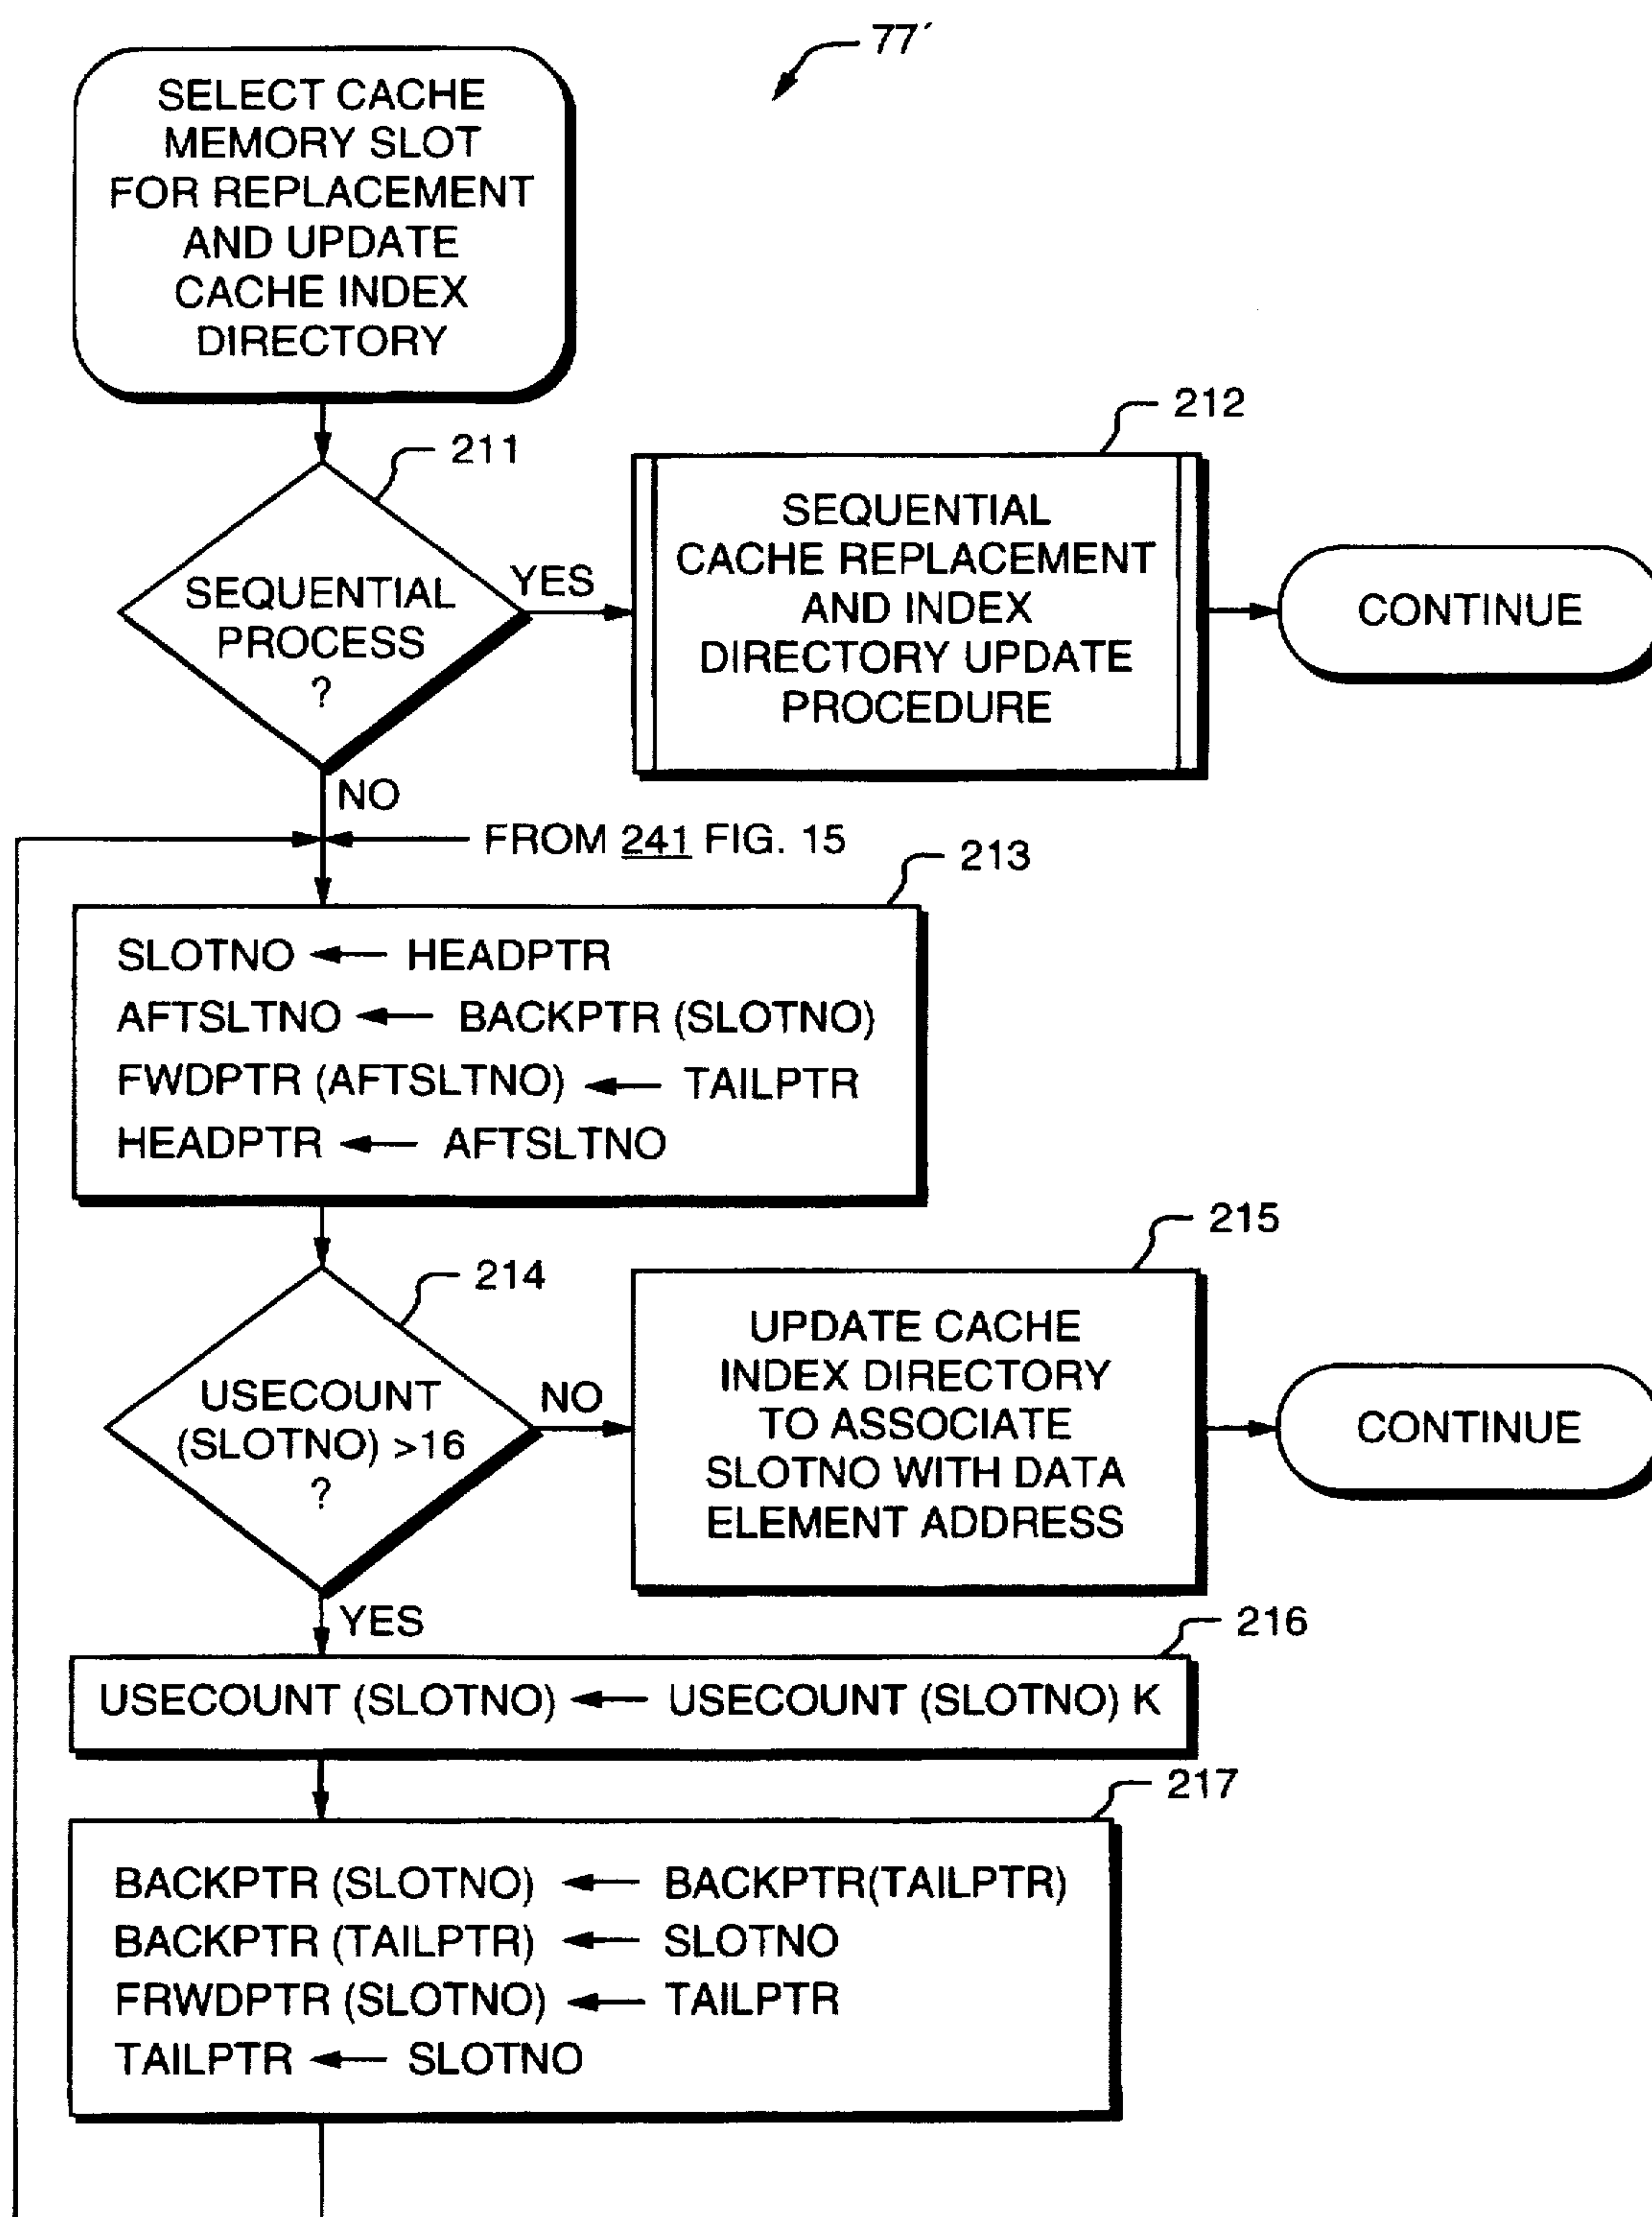 77´
SELECT CACHE
MEMORY SLOT
FOR REPLACEMENT
AND UPDATE
CACHE INDEX
DIRECTORY
211
SEQUENTIAL
PROCESS
?
YES
212
SEQUENTIAL
CACHE REPLACEMENT
AND INDEX
DIRECTORY UPDATE
PROCEDURE
CONTINUE
NO
FROM 241 FIG. 15
213
SLOTNO ← HEADPTR
AFTSLTNO ← BACKPTR (SLOTNO)
FWDPTR (AFTSLTNO) ← TAILPTR
HEADPTR ← AFTSLTNO
214
USECOUNT
(SLOTNO) >16
?
NO
215
UPDATE CACHE
INDEX DIRECTORY
TO ASSOCIATE
SLOTNO WITH DATA
ELEMENT ADDRESS
CONTINUE
YES
216
USECOUNT (SLOTNO) ← USECOUNT (SLOTNO) K
217
BACKPTR (SLOTNO) ← BACKPTR(TAILPTR)
BACKPTR (TAILPTR) ← SLOTNO
FRWDPTR (SLOTNO) ← TAILPTR
TAILPTR ← SLOTNO